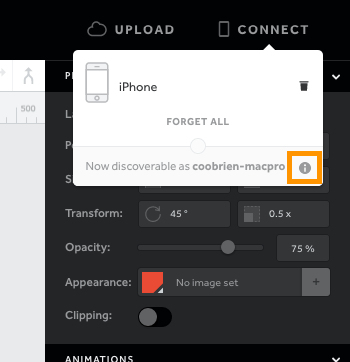 UPLOAD
CONNECT
iPhone
FORGET ALL
Now discoverable as coobrien-macpro
500
Transform:
45 °
0.5 x
Opacity:
75 %
Appearance:
No image set
+
Clipping:
ANIMATIONS